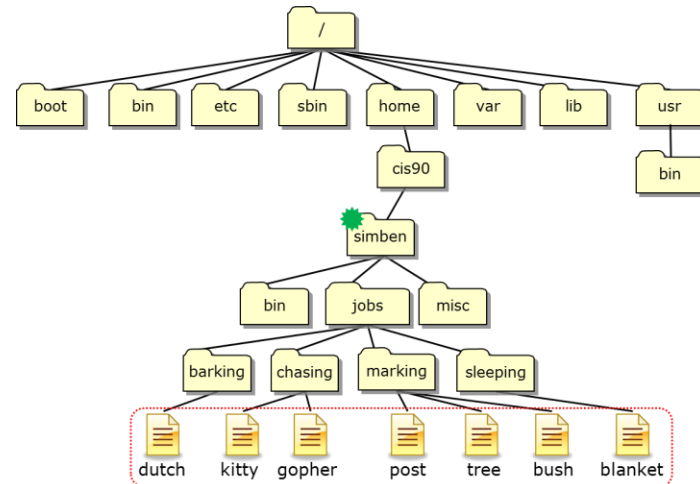 /
boot bin etc sbin home var lib usr
cis90 bin
simben
bin jobs misc
barking chasing marking sleeping
dutch kitty gopher post tree bush blanket